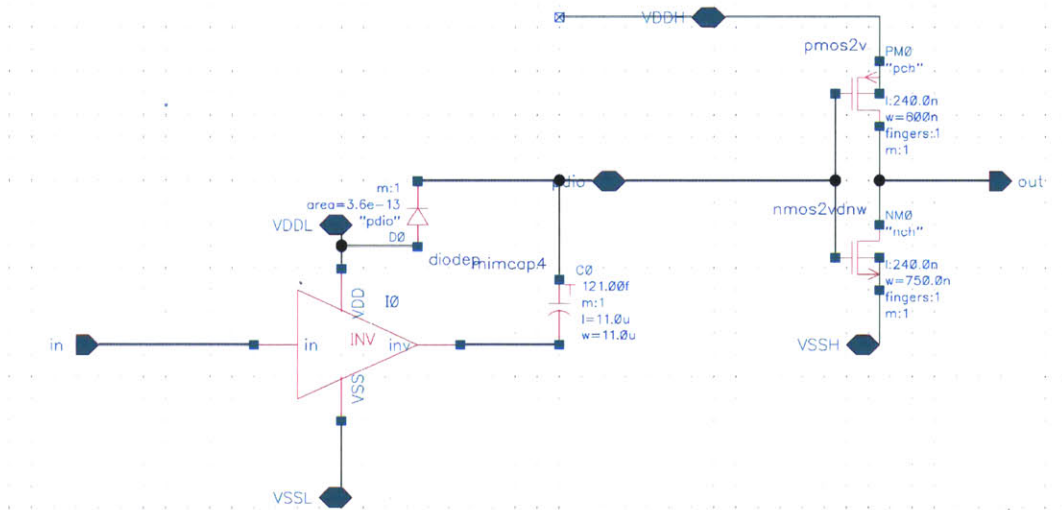 VDDH
pmos2v
PM0
"pch"
l:240.0n
w=600n
fingers:1
m:1
m:1
area=3.6e-13
"pdio"
D0
VDDL
diodep
mimcap4
pdio
nmos2vdnw
NM0
"nch"
l:240.0n
w=750.0n
fingers:1
m:1
out
C0
121.00f
m:1
l=11.0u
w=11.0u
VDD
I0
in
in
INV
inv
VSS
VSSH
VSSL